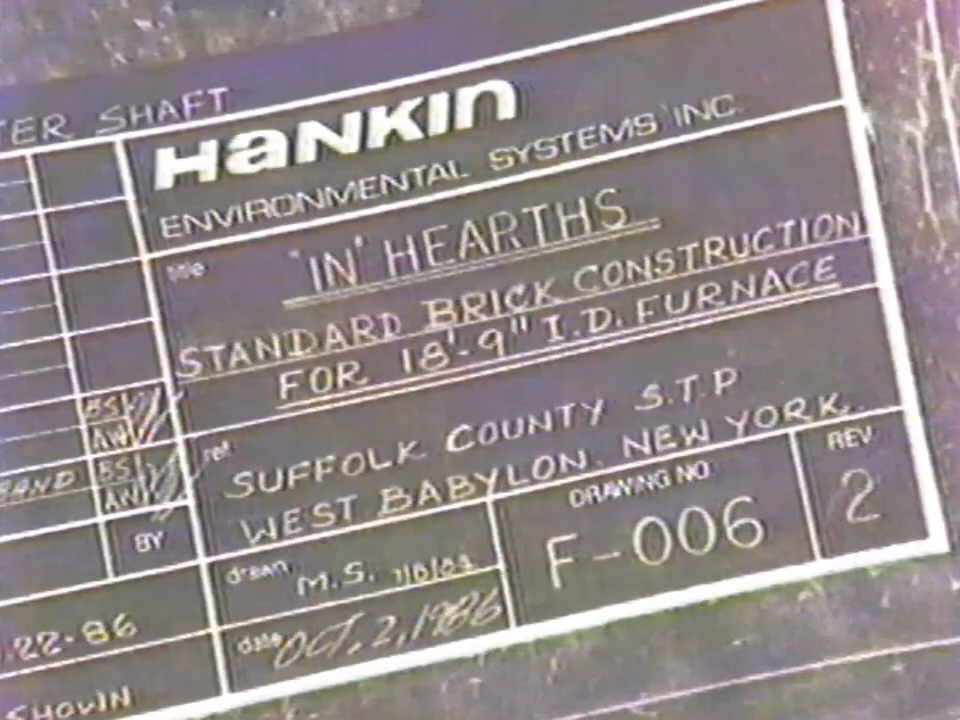 TER SHAFT
HANKIN
ENVIRONMENTAL SYSTEMS INC.
title
"IN" HEARTHS
STANDARD BRICK CONSTRUCTION
FOR 18'-9" I.D. FURNACE
BS
AW
BAND BS
AW
BY
ref
SUFFOLK COUNTY S.T.P
WEST BABYLON, NEW YORK.
DRAWING NO.
REV
F-006
2
drawn M.S.
date OCT, 2, 1986
22-86
SHOWN